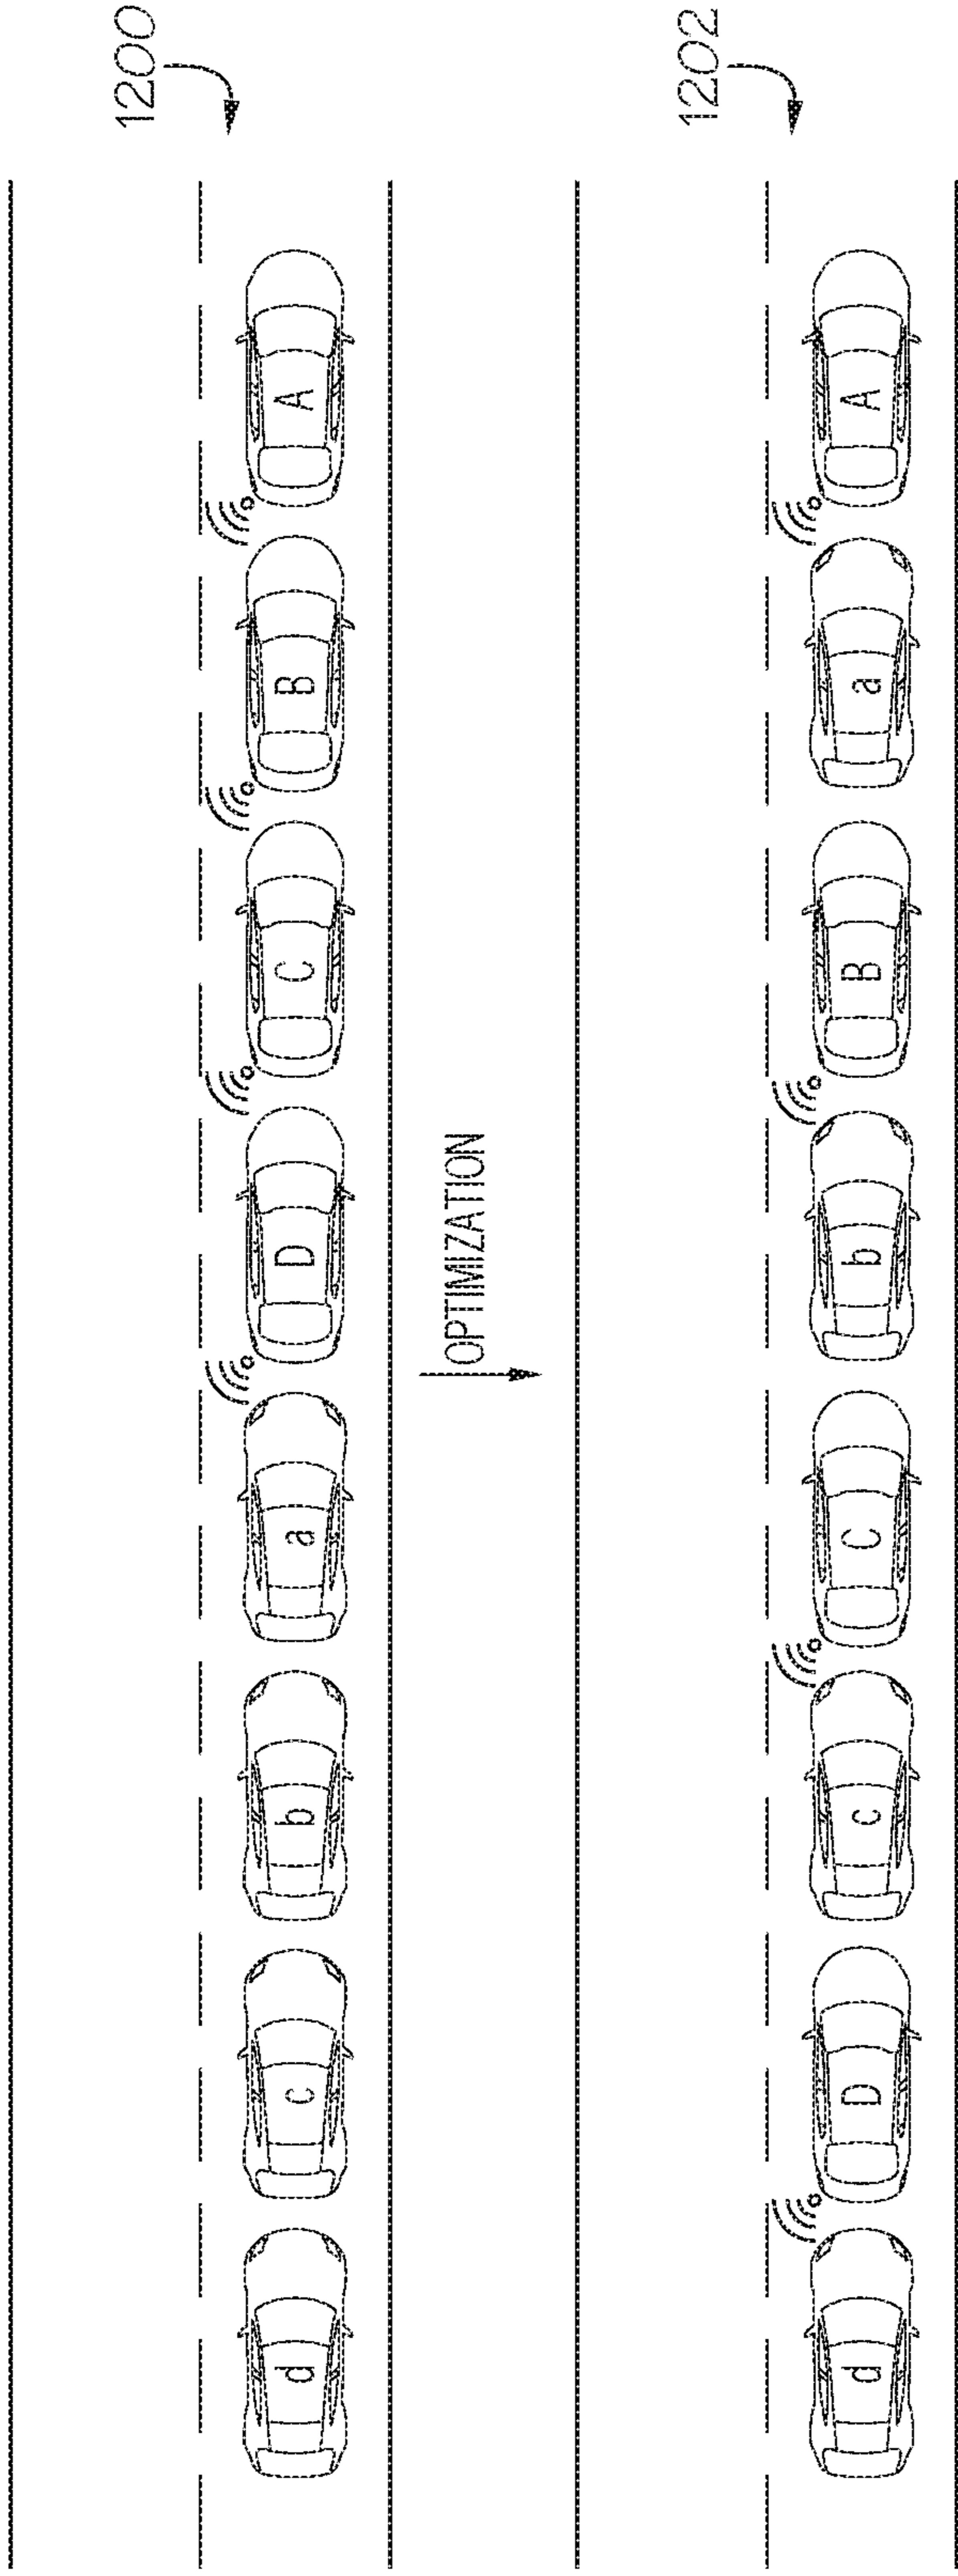 1200
d c b a D C B A
OPTIMIZATION
1202
d D c C b B a A